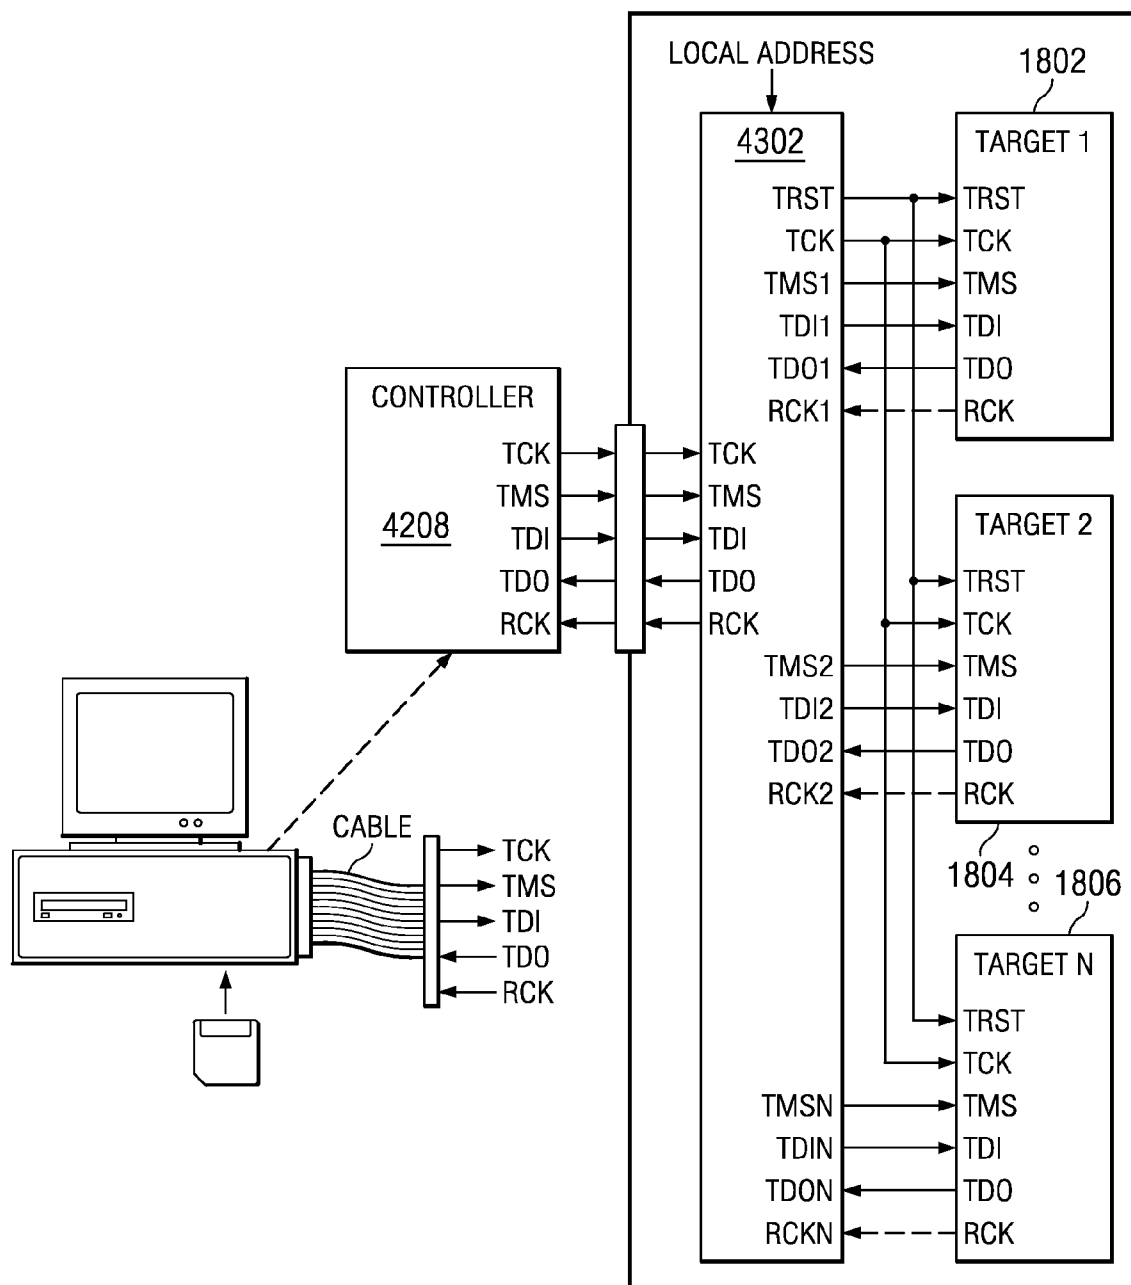 LOCAL ADDRESS
4302
TRST
TCK
TMS1
TDI1
TDO1
RCK1
TCK
TMS
TDI
TDO
RCK
TMS2
TDI2
TDO2
RCK2
TMSN
TDIN
TDON
RCKN
1802
TARGET 1
TRST
TCK
TMS
TDI
TDO
RCK
TARGET 2
TRST
TCK
TMS
TDI
TDO
RCK
1804
1806
TARGET N
TRST
TCK
TMS
TDI
TDO
RCK
CONTROLLER
4208
TCK
TMS
TDI
TDO
RCK
CABLE
TCK
TMS
TDI
TDO
RCK